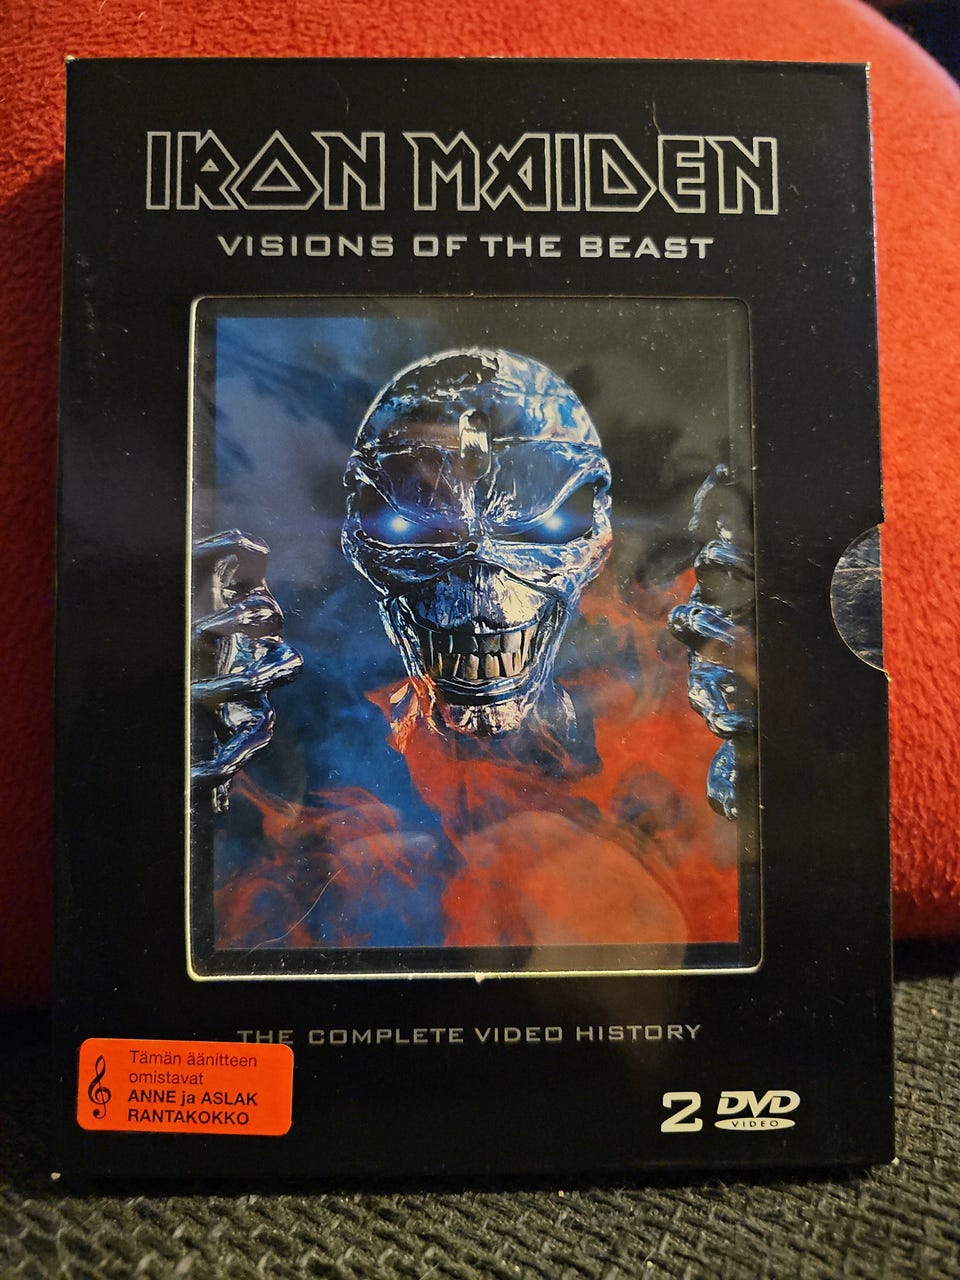 IRON MAIDEN
VISIONS OF THE BEAST
THE COMPLETE VIDEO HISTORY
Tämän äänitteen
omistavat
ANNE ja ASLAK
RANTAKOKKO
2 DVD
VIDEO